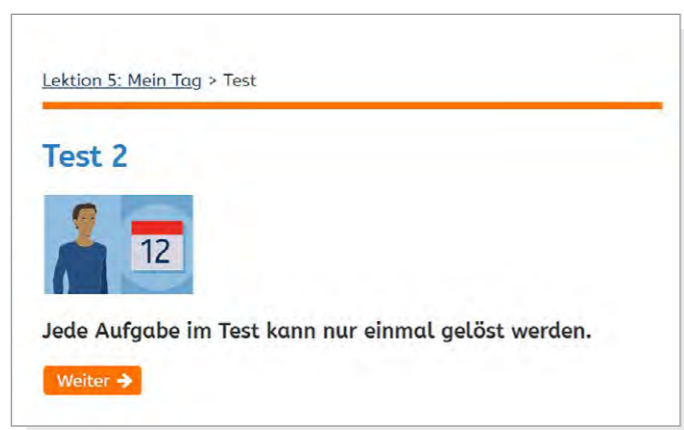 Lektion 5: Mein Tag > Test
Test 2
12
Jede Aufgabe im Test kann nur einmal gelöst werden.
Weiter →